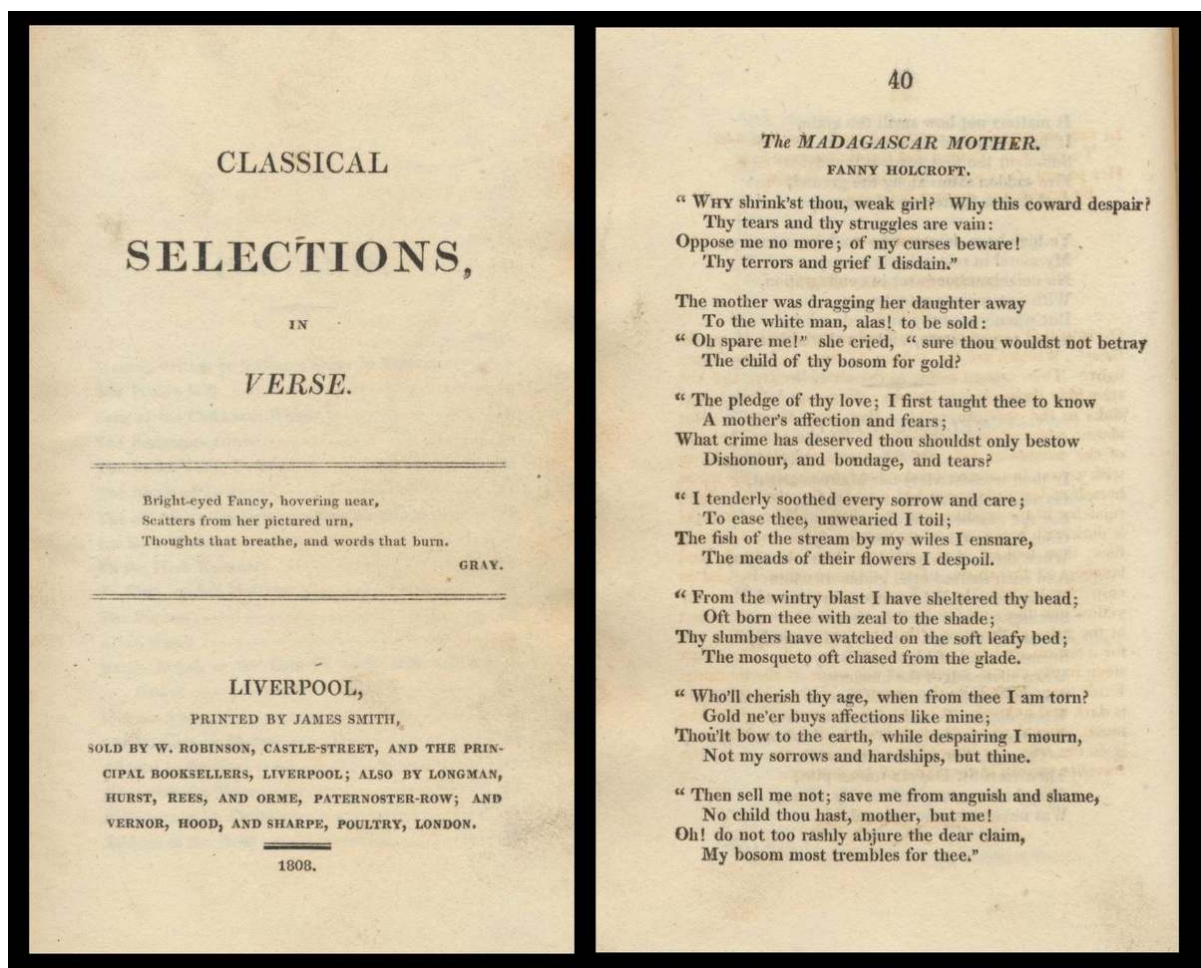 CLASSICAL
SELECTIONS,
IN
VERSE.
Bright-eyed Fancy, hovering near,
Scatters from her pictured urn,
Thoughts that breathe, and words that burn.
GRAY.
LIVERPOOL,
PRINTED BY JAMES SMITH,
SOLD BY W. ROBINSON, CASTLE-STREET, AND THE PRIN-
CIPAL BOOKSELLERS, LIVERPOOL; ALSO BY LONGMAN,
HURST, REES, AND ORME, PATERNOSTER-ROW; AND
VERNOR, HOOD, AND SHARPE, POULTRY, LONDON.
1808.
40
The MADAGASCAR MOTHER.
FANNY HOLCROFT.
“ WHY shrink'st thou, weak girl? Why this coward despair?
Thy tears and thy struggles are vain:
Oppose me no more; of my curses beware!
Thy terrors and grief I disdain.”
The mother was dragging her daughter away
To the white man, alas! to be sold:
“ Oh spare me!” she cried, “ sure thou wouldst not betray
The child of thy bosom for gold?
“ The pledge of thy love; I first taught thee to know
A mother's affection and fears;
What crime has deserved thou shouldst only bestow
Dishonour, and bondage, and tears?
“ I tenderly soothed every sorrow and care;
To ease thee, unwearied I toil;
The fish of the stream by my wiles I ensnare,
The meads of their flowers I despoil.
“ From the wintry blast I have sheltered thy head;
Oft born thee with zeal to the shade;
Thy slumbers have watched on the soft leafy bed;
The mosqueto oft chased from the glade.
“ Who'll cherish thy age, when from thee I am torn?
Gold ne'er buys affections like mine;
Thou'lt bow to the earth, while despairing I mourn,
Not my sorrows and hardships, but thine.
“ Then sell me not; save me from anguish and shame,
No child thou hast, mother, but me!
Oh! do not too rashly abjure the dear claim,
My bosom most trembles for thee.”